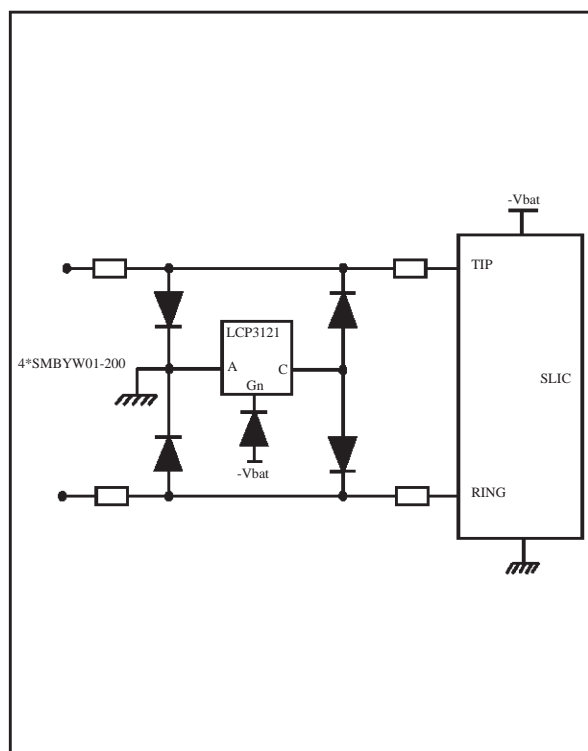 -Vbat
TIP
LCP3121
4*SMBYW01-200
A
C
SLIC
Gn
-Vbat
RING